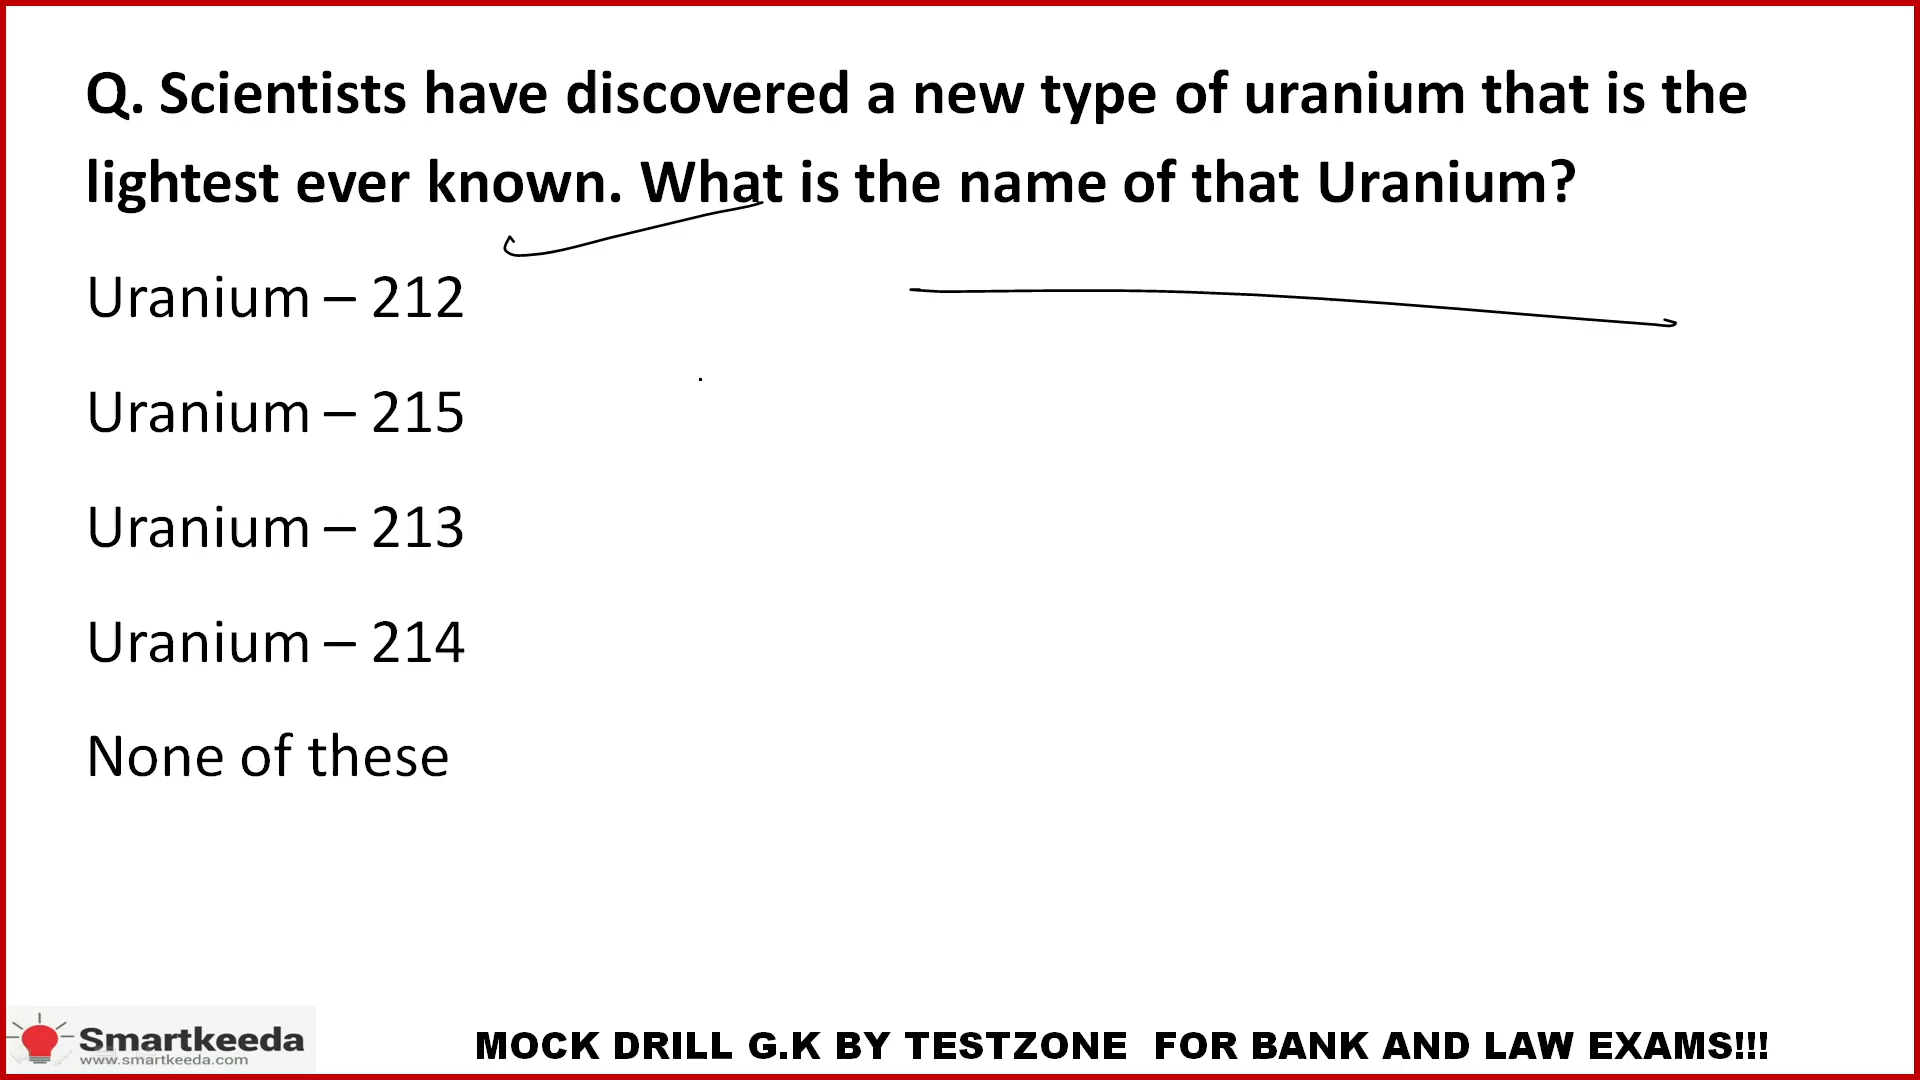 Q. Scientists have discovered a new type of uranium that is the
lightest ever known. What is the name of that Uranium?
Uranium – 212
Uranium – 215
Uranium – 213
Uranium – 214
None of these
Smartkeeda
www.smartkeeda.com
MOCK DRILL G.K BY TESTZONE FOR BANK AND LAW EXAMS!!!